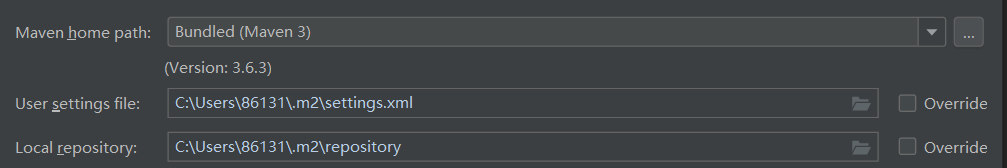 Maven home path: Bundled (Maven 3) ...
(Version: 3.6.3)
User settings file: C:\Users\86131\.m2\settings.xml Override
Local repository: C:\Users\86131\.m2\repository Override